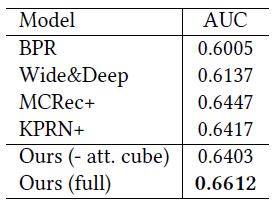 Model AUC
BPR 0.6005
Wide&Deep 0.6137
MCRec+ 0.6447
KPRN+ 0.6417
Ours (- att. cube) 0.6403
Ours (full) 0.6612